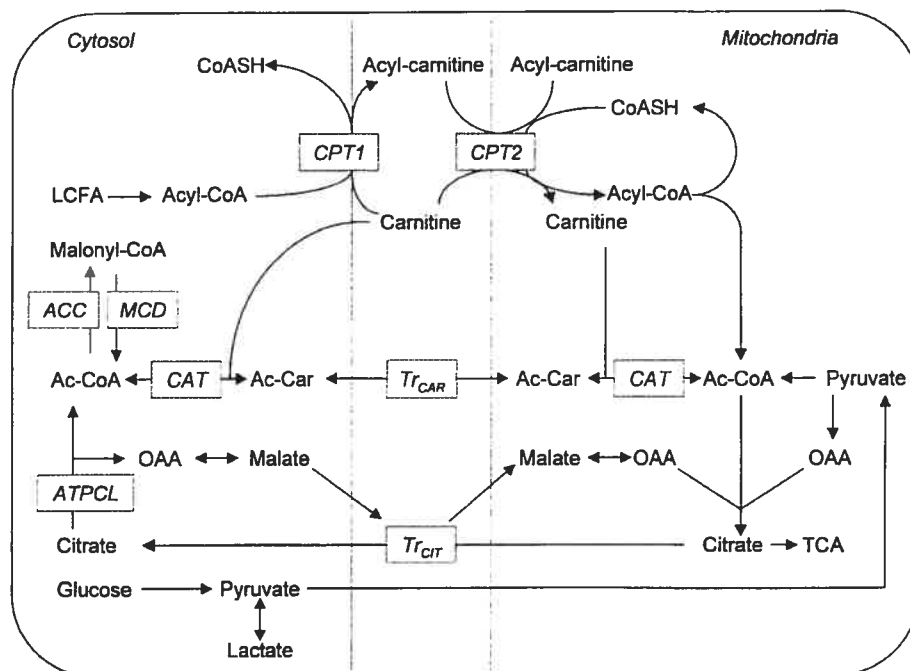 Cytosol
Mitochondria
CoASH
Acyl-carnitine
Acyl-carnitine
CoASH
CPT1
CPT2
LCFA
Acyl-CoA
Acyl-CoA
Carnitine
Carnitine
Malonyl-CoA
ACC
MCD
Ac-CoA
CAT
Ac-Car
Tr_CAR
Ac-Car
CAT
Ac-CoA
Pyruvate
OAA
Malate
Malate
OAA
OAA
ATPCL
Citrate
Tr_CIT
Citrate
TCA
Glucose
Pyruvate
Lactate